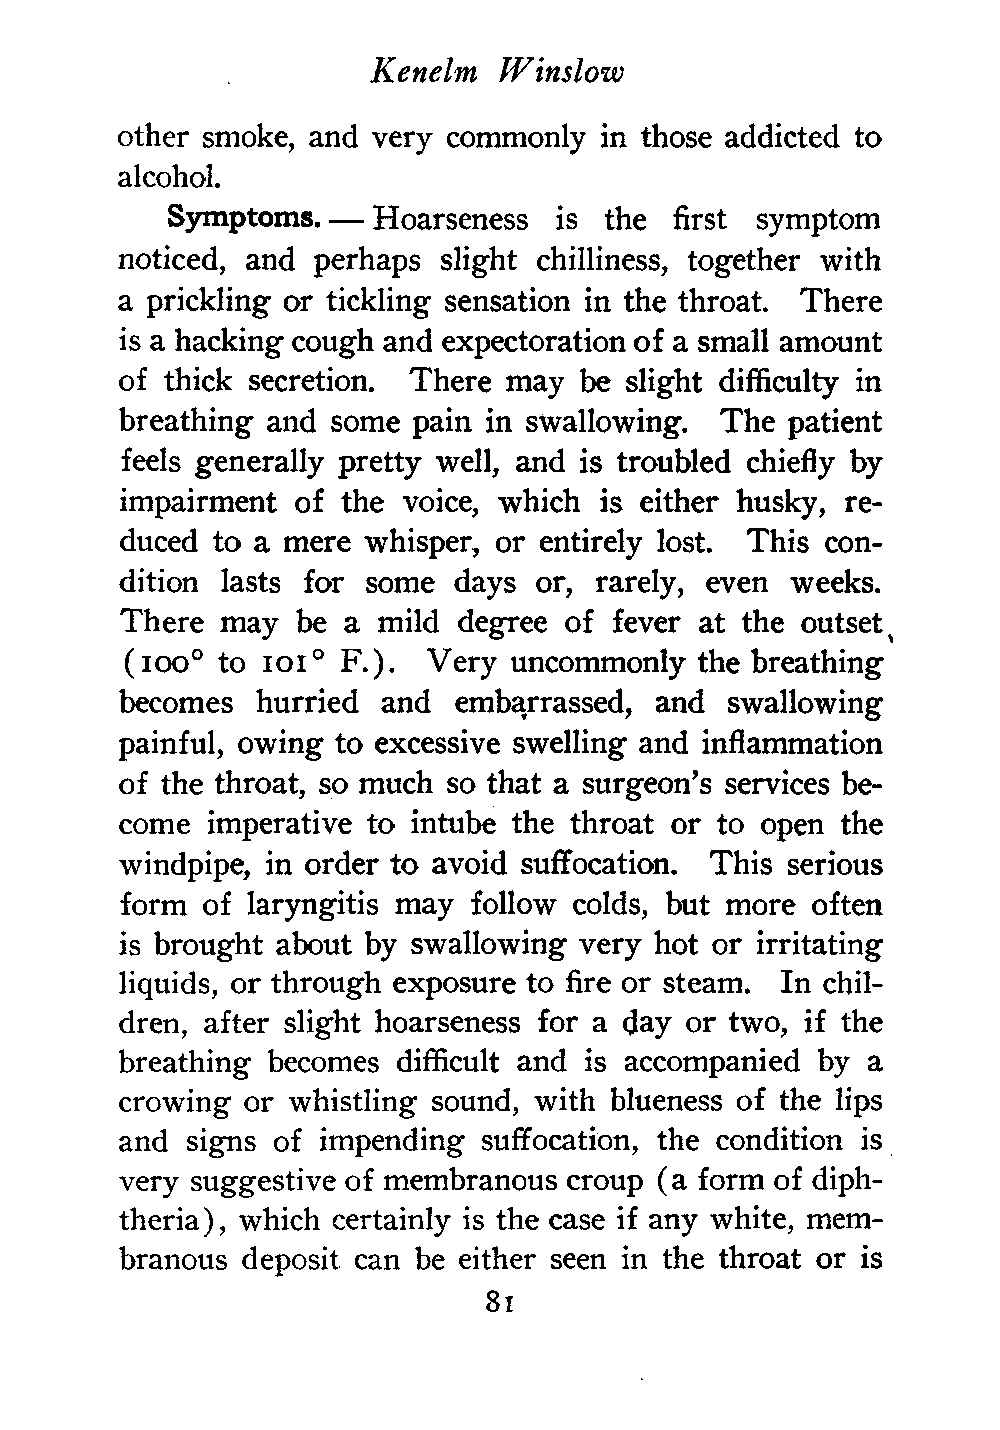 Kenelm Winslow
other smoke, and very commonly in those addicted to
alcohol.
Symptoms. — Hoarseness is the first symptom
noticed, and perhaps slight chilliness, together with
a prickling or tickling sensation in the throat. There
is a hacking cough and expectoration of a small amount
of thick secretion. There may be slight difficulty in
breathing and some pain in swallowing. The patient
feels generally pretty well, and is troubled chiefly by
impairment of the voice, which is either husky, re-
duced to a mere whisper, or entirely lost. This con-
dition lasts for some days or, rarely, even weeks.
There may be a mild degree of fever at the outset
(100° to 101° F.). Very uncommonly the breathing
becomes hurried and embarrassed, and swallowing
painful, owing to excessive swelling and inflammation
of the throat, so much so that a surgeon's services be-
come imperative to intube the throat or to open the
windpipe, in order to avoid suffocation. This serious
form of laryngitis may follow colds, but more often
is brought about by swallowing very hot or irritating
liquids, or through exposure to fire or steam. In chil-
dren, after slight hoarseness for a day or two, if the
breathing becomes difficult and is accompanied by a
crowing or whistling sound, with blueness of the lips
and signs of impending suffocation, the condition is
very suggestive of membranous croup (a form of diph-
theria), which certainly is the case if any white, mem-
branous deposit can be either seen in the throat or is
81